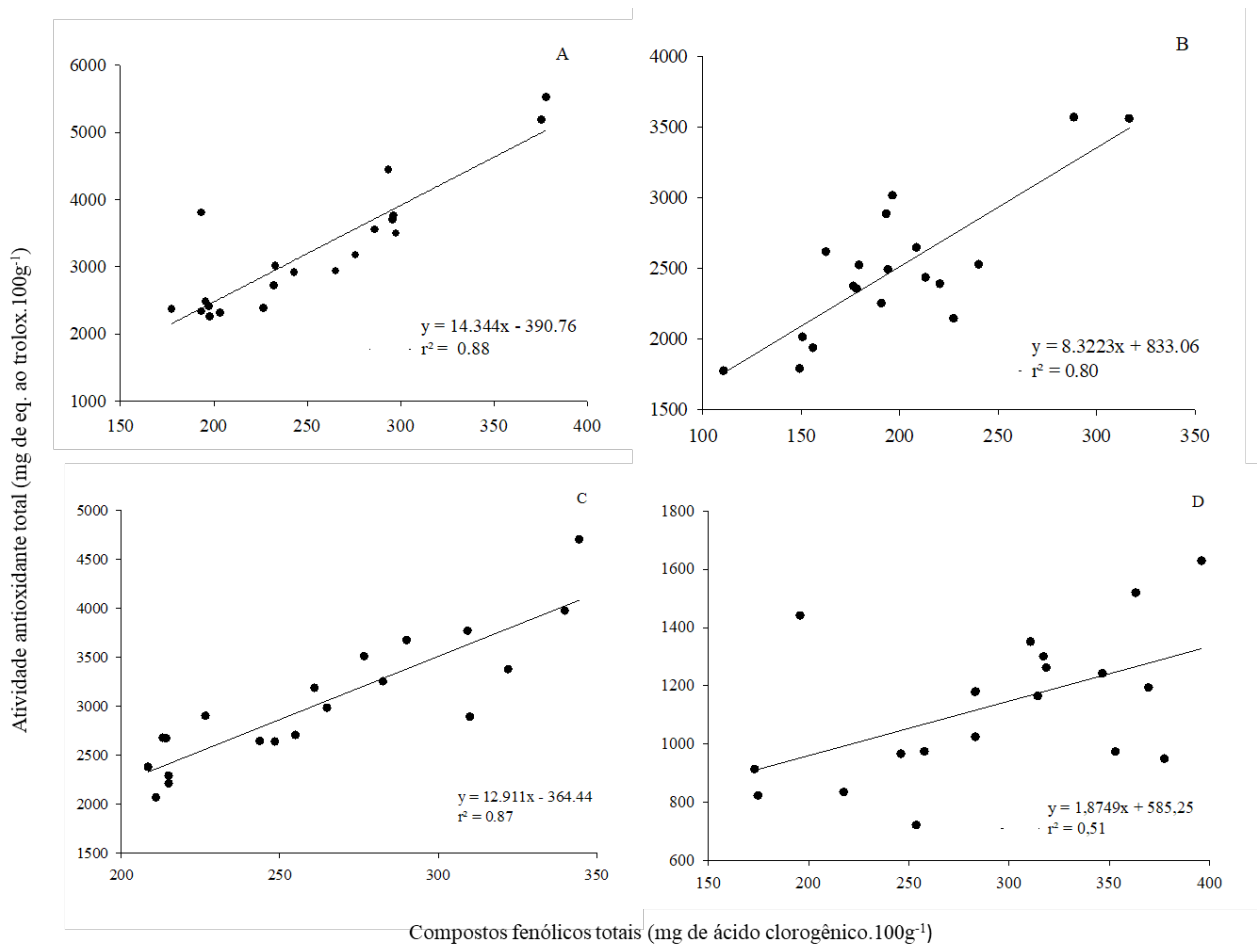 Atividade antioxidante total (mg de eq. ao trolox.100g⁻¹)
A
6000
5000
4000
3000
2000
1000
150 200 250 300 350 400
y = 14.344x - 390.76
r² = 0.88
B
4000
3500
3000
2500
2000
1500
100 150 200 250 300 350
y = 8.3223x + 833.06
r² = 0.80
C
5000
4500
4000
3500
3000
2500
2000
1500
200 250 300 350
y = 12.911x - 364.44
r² = 0.87
D
1800
1600
1400
1200
1000
800
600
150 200 250 300 350 400
y = 1,8749x + 585,25
r² = 0,51
Compostos fenólicos totais (mg de ácido clorogênico.100g⁻¹)